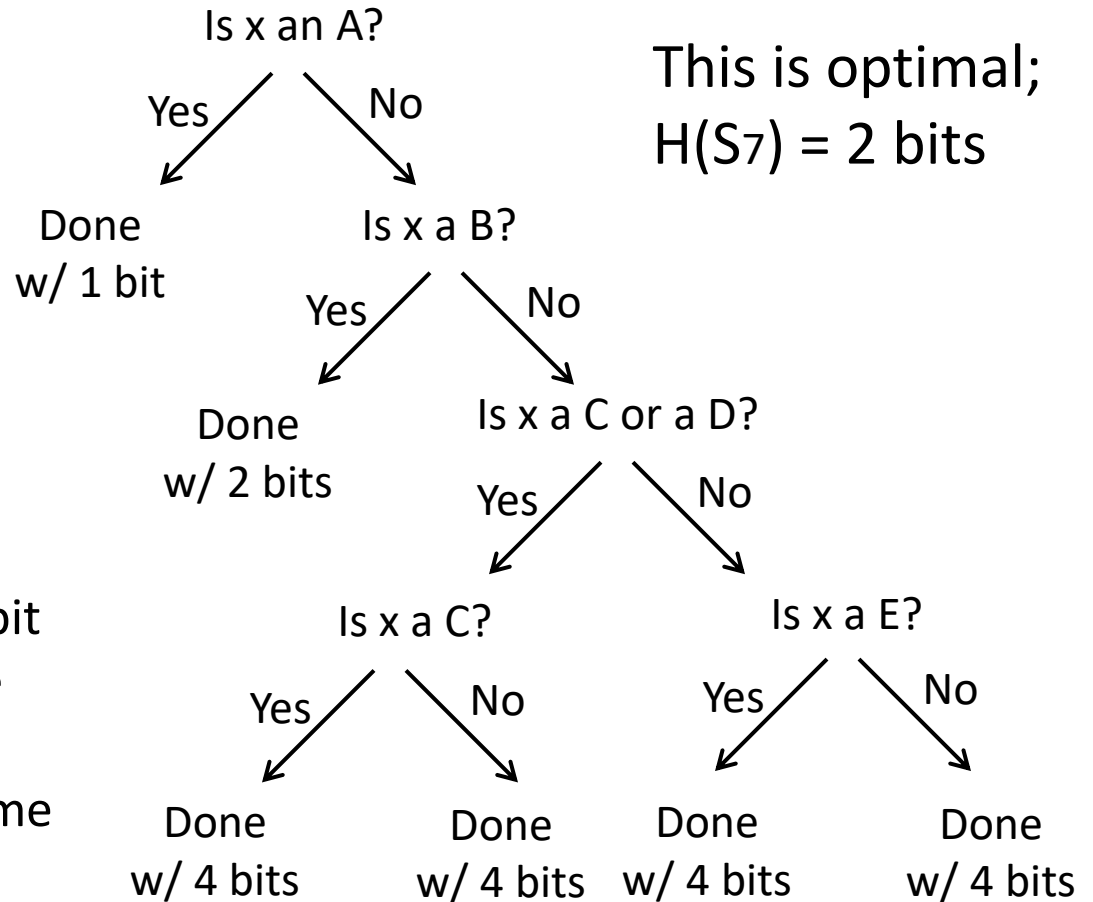 Is x an A?
This is optimal;
H(S7) = 2 bits
Yes
No
Done
w/ 1 bit
Is x a B?
Yes
No
Done
w/ 2 bits
Is x a C or a D?
Yes
No
Is x a C?
Is x a E?
Yes
No
Yes
No
Done
w/ 4 bits
Done
w/ 4 bits
Done
w/ 4 bits
Done
w/ 4 bits